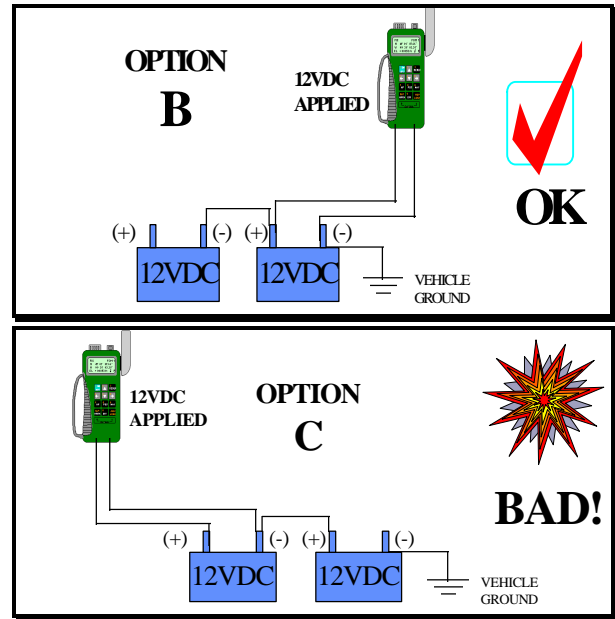 OPTION
B
12VDC
APPLIED
OK
(+) (-) (+) (-)
12VDC 12VDC
VEHICLE
GROUND
12VDC
APPLIED
OPTION
C
BAD!
(+) (-) (+) (-)
12VDC 12VDC
VEHICLE
GROUND